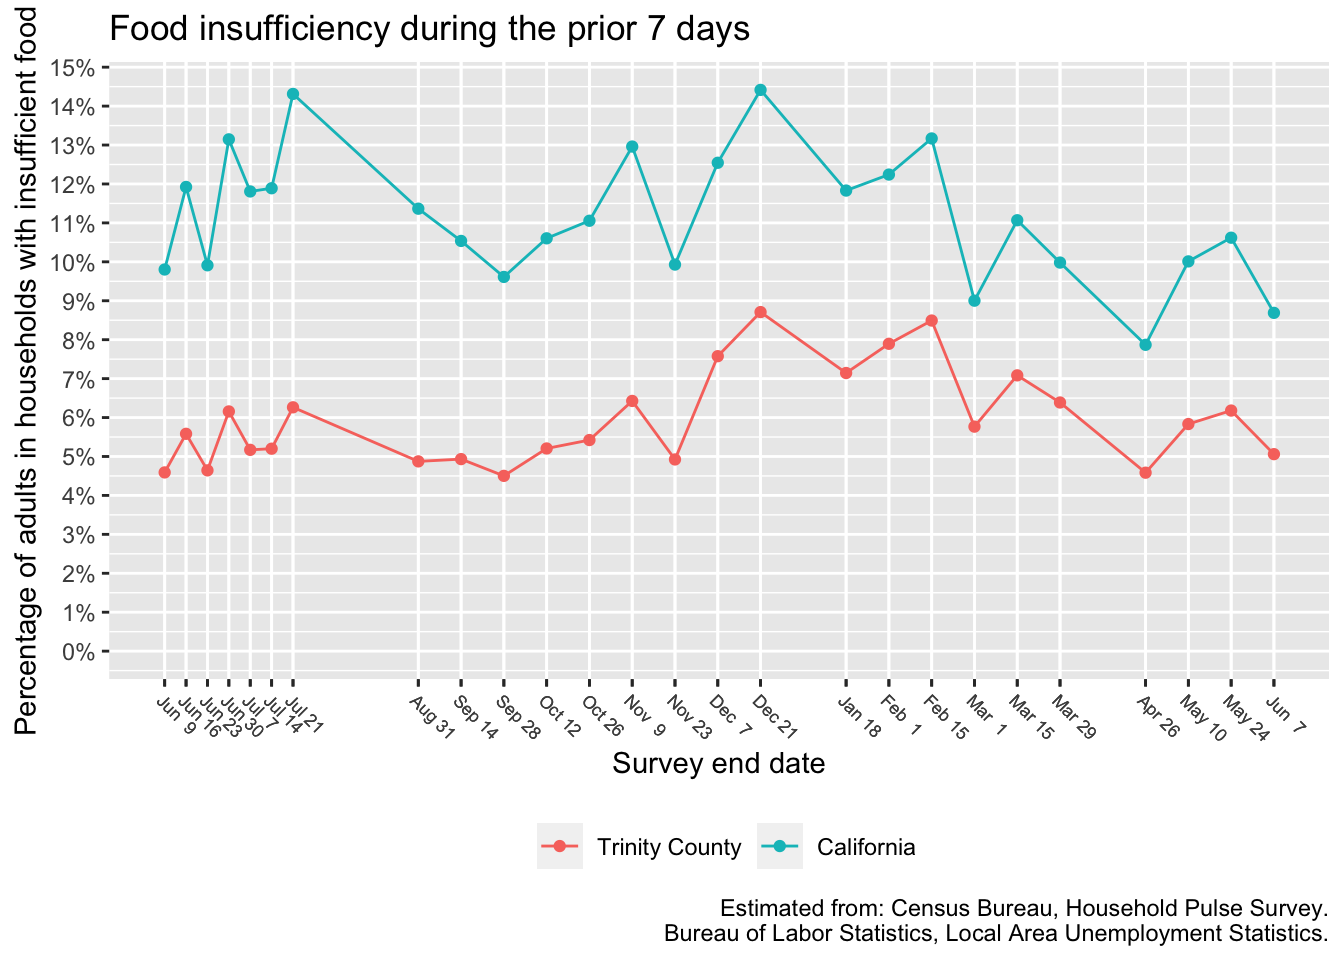 Food insufficiency during the prior 7 days
Percentage of adults in households with insufficient food
15%
14%
13%
12%
11%
10%
9%
8%
7%
6%
5%
4%
3%
2%
1%
0%
Jun 9
Jun 16
Jun 23
Jun 30
Jul 7
Jul 14
Jul 21
Aug 31
Sep 14
Sep 28
Oct 12
Oct 26
Nov 9
Nov 23
Dec 7
Dec 21
Jan 18
Feb 1
Feb 15
Mar 1
Mar 15
Mar 29
Apr 26
May 10
May 24
Jun 7
Survey end date
Trinity County
California
Estimated from: Census Bureau, Household Pulse Survey.
Bureau of Labor Statistics, Local Area Unemployment Statistics.